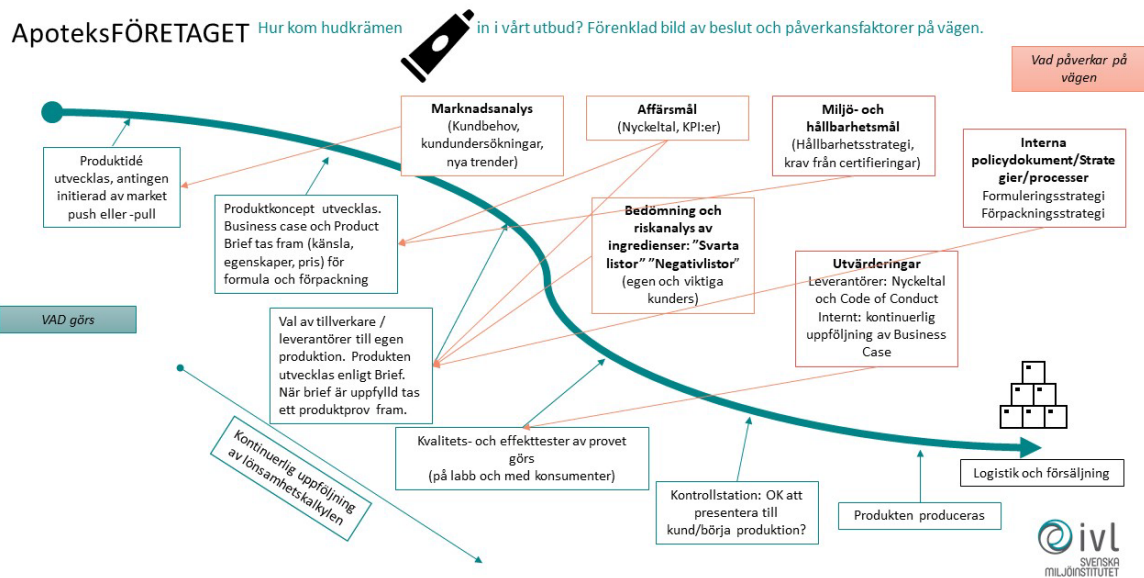 ApoteksFÖRETAGET
Hur kom hudkrämen in i vårt utbud? Förenklad bild av beslut och påverkansfaktorer på vägen.
Vad påverkar på
vägen
Marknadsanalys
(Kundbehov,
kundundersökningar,
nya trender)
Affärsmål
(Nyckeltal, KPI:er)
Miljö- och
hållbarhetsmål
(Hållbarhetsstrategi,
krav från certifieringar)
Interna
policydokument/Strate
gier/processer
Formuleringsstrategi
Förpackningsstrategi
Produktidé
utvecklas, antingen
initierad av market
push eller -pull
Produktkoncept utvecklas.
Business case och Product
Brief tas fram (känsla,
egenskaper, pris) för
formula och förpackning
Bedömning och
riskanalys av
ingredienser: ”Svarta
listor” ”Negativlistor”
(egen och viktiga
kunders)
Utvärderingar
Leverantörer: Nyckeltal
och Code of Conduct
Internt: kontinuerlig
uppföljning av Business
Case
VAD görs
Val av tillverkare /
leverantörer till egen
produktion. Produkten
utvecklas enligt Brief.
När brief är uppfylld tas
ett produktprov fram.
Kontinuerlig uppföljning
av lönsamhetskalkylen
Kvalitets- och effekttester av provet
görs
(på labb och med konsumenter)
Kontrollstation: OK att
presentera till
kund/börja produktion?
Produkten produceras
Logistik och försäljning
ivl
SVENSKA
MILJÖINSTITUTET